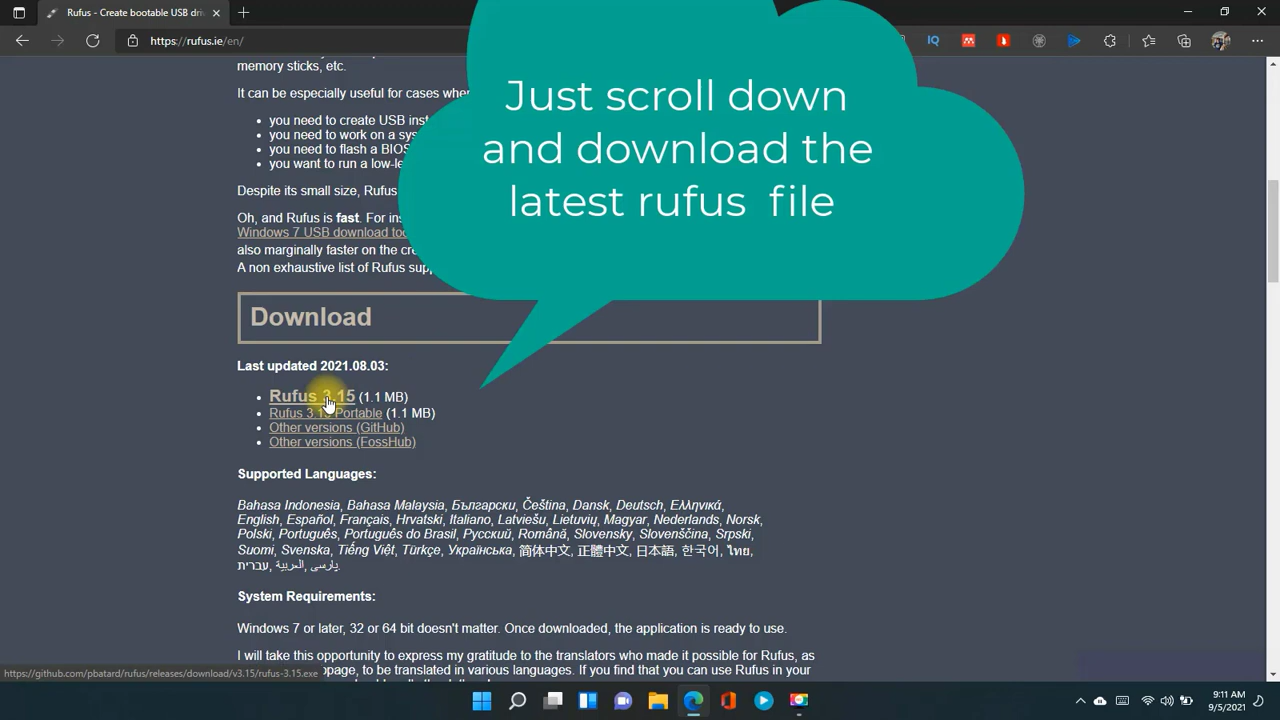 Rufus - Create bootable USB driv
https://rufus.ie/en/
IQ
Just scroll down
and download the
latest rufus file
memory sticks, etc.
It can be especially useful for cases wher
you need to create USB inst
you need to work on a sys
you need to flash a BIOS
you want to run a low-le
Despite its small size, Rufus
Oh, and Rufus is fast. For ins
Windows 7 USB download too
also marginally faster on the cre
A non exhaustive list of Rufus supp
Download
Last updated 2021.08.03:
Rufus 3.15 (1.1 MB)
Rufus 3.15 Portable (1.1 MB)
Other versions (GitHub)
Other versions (FossHub)
Supported Languages:
Bahasa Indonesia, Bahasa Malaysia, Български, Čeština, Dansk, Deutsch, Ελληνικά,
English, Español, Français, Hrvatski, Italiano, Latviešu, Lietuvių, Magyar, Nederlands, Norsk,
Polski, Português, Português do Brasil, Русский, Română, Slovensky, Slovenščina, Srpski,
Suomi, Svenska, Tiếng Việt, Türkçe, Українська, 简体中文, 正體中文, 日本語, 한국어, ไทย,
עברית, العربية, پارسی.
System Requirements:
Windows 7 or later, 32 or 64 bit doesn't matter. Once downloaded, the application is ready to use.
I will take this opportunity to express my gratitude to the translators who made it possible for Rufus, as
page, to be translated in various languages. If you find that you can use Rufus in your
https://github.com/pbatard/rufus/releases/download/v3.15/rufus-3.15.exe
9:11 AM
9/5/2021